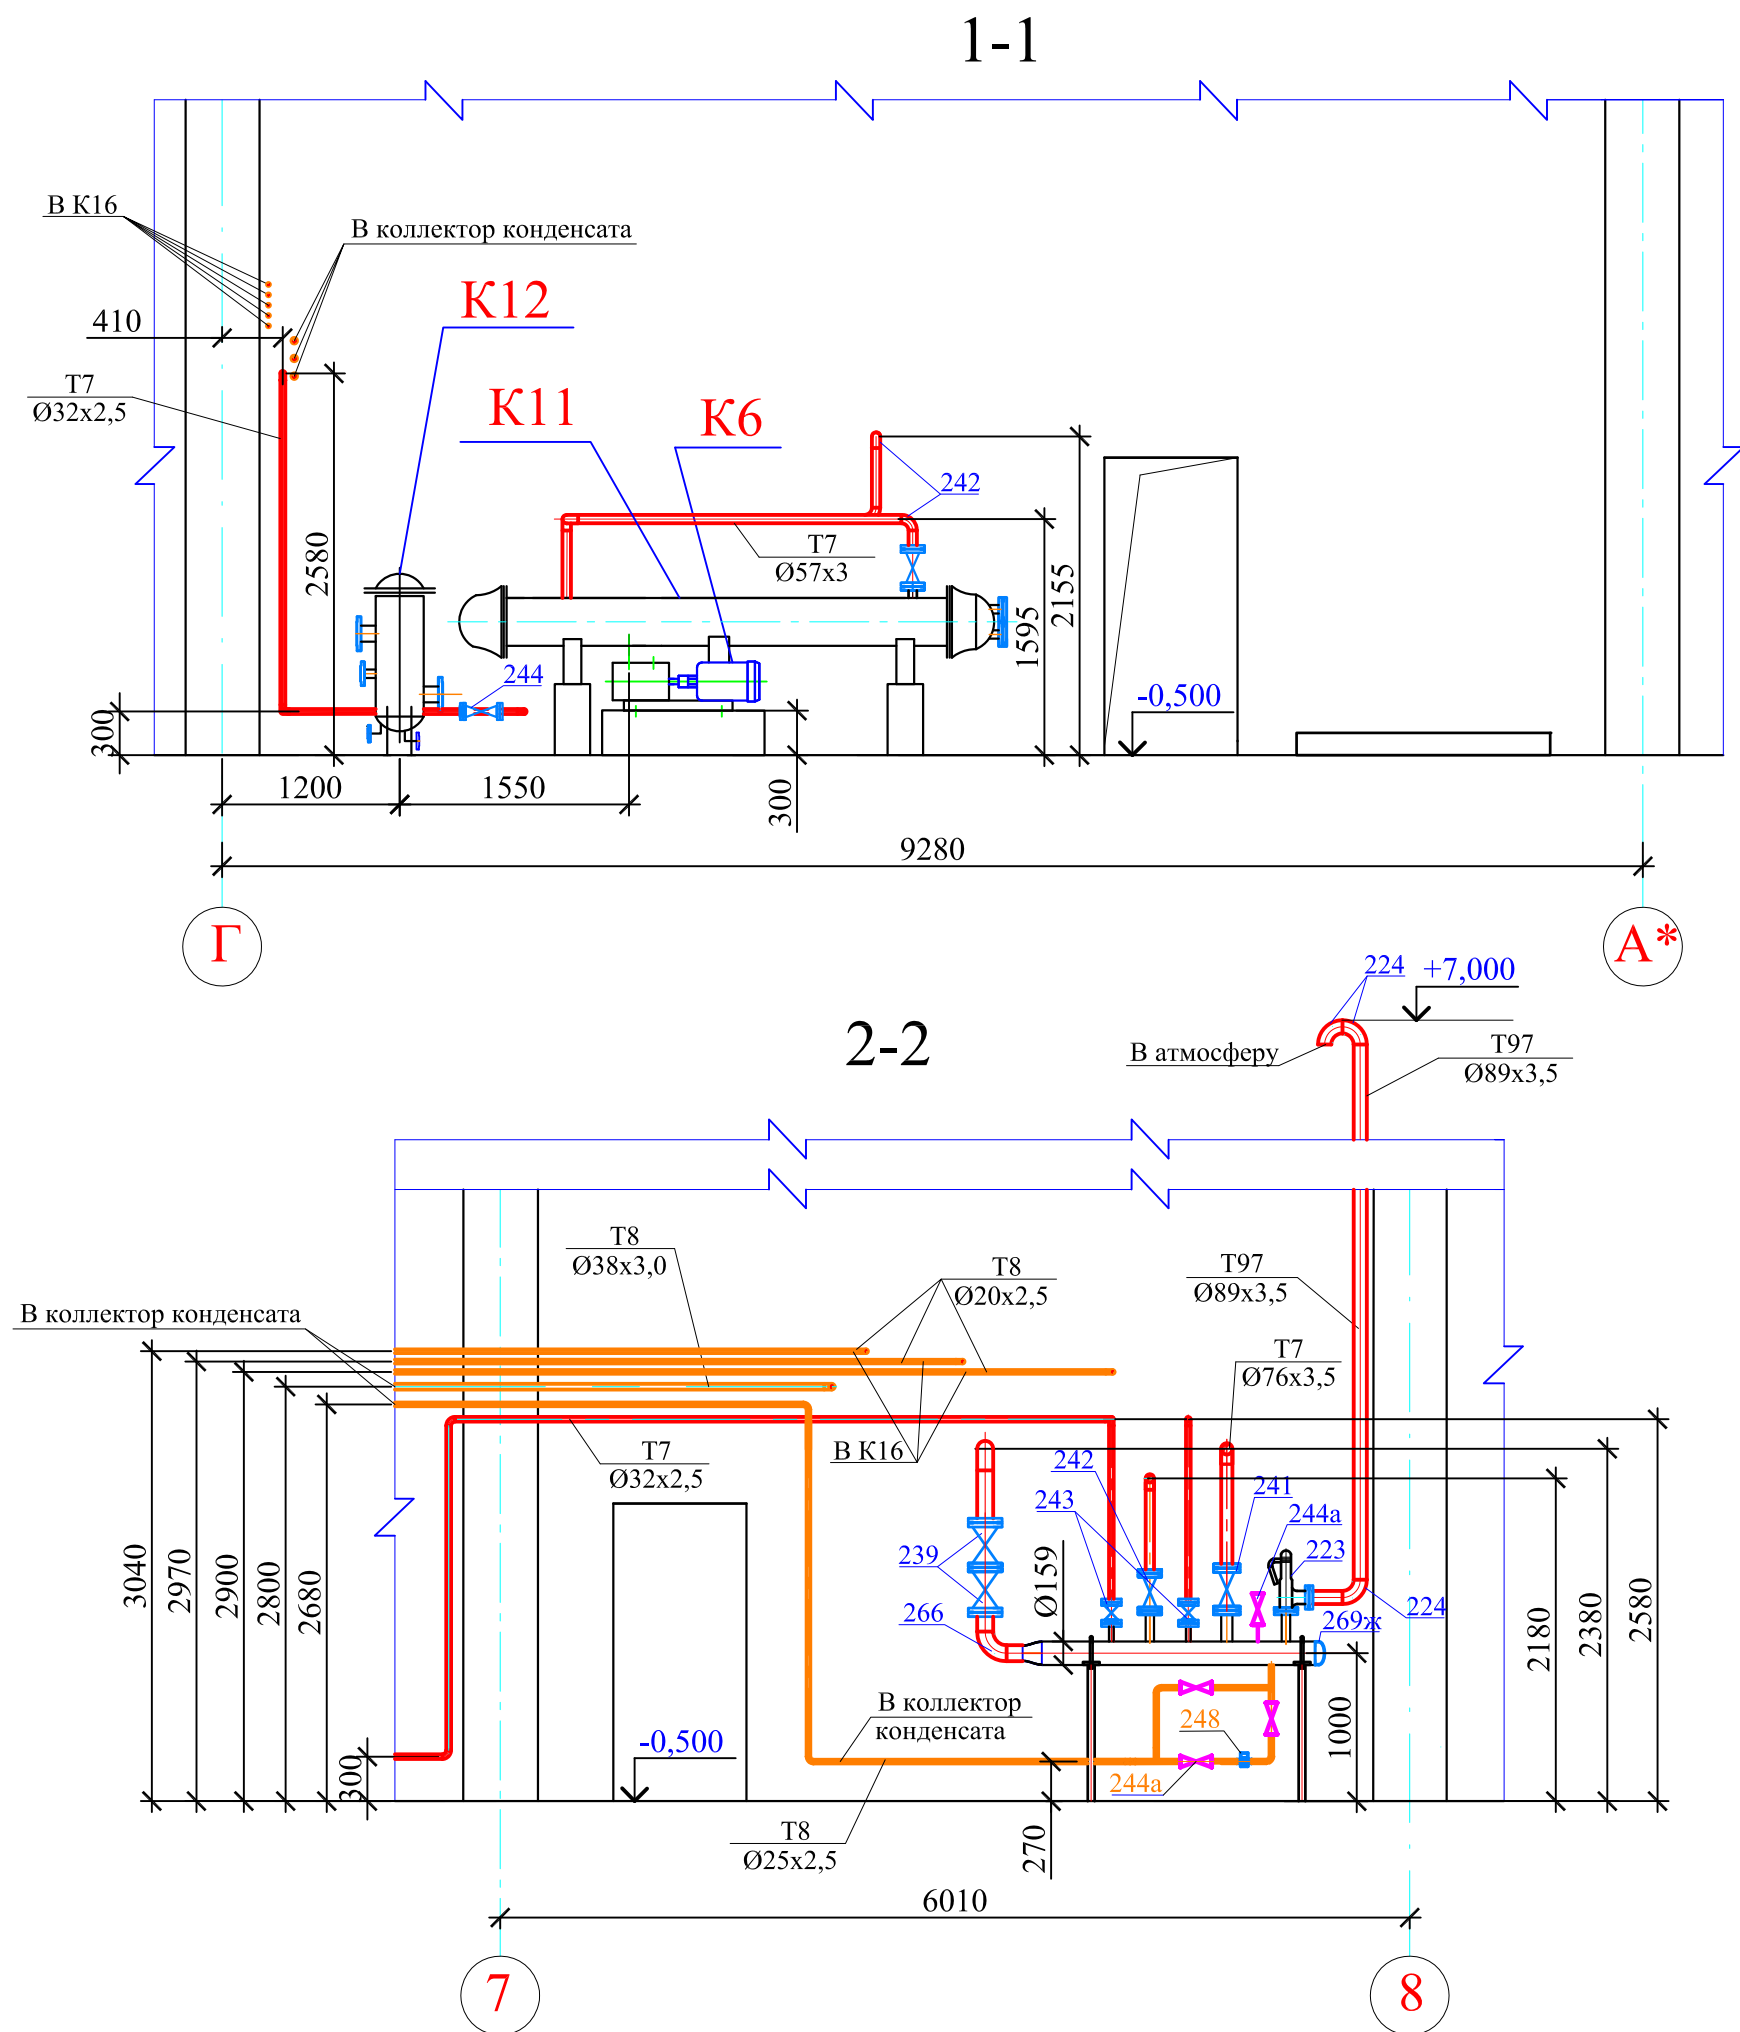 1-1
В К16
В коллектор конденсата
К12
410
Т7
Ø32х2,5
К11
К6
242
2580
Т7
Ø57х3
2155
1595
244
-0,500
300
1200
1550
300
9280
Г
А*
224
+7,000
2-2
В атмосферу
Т97
Ø89х3,5
Т8
Ø38х3,0
Т8
Ø20х2,5
Т97
Ø89х3,5
В коллектор конденсата
Т7
Ø76х3,5
Т7
Ø32х2,5
В К16
242
243
241
244а
239
223
266
Ø159
224
269ж
3040
2970
2900
2800
2680
2180
2380
2580
В коллектор
конденсата
248
1000
-0,500
300
244а
Т8
Ø25х2,5
270
6010
7
8